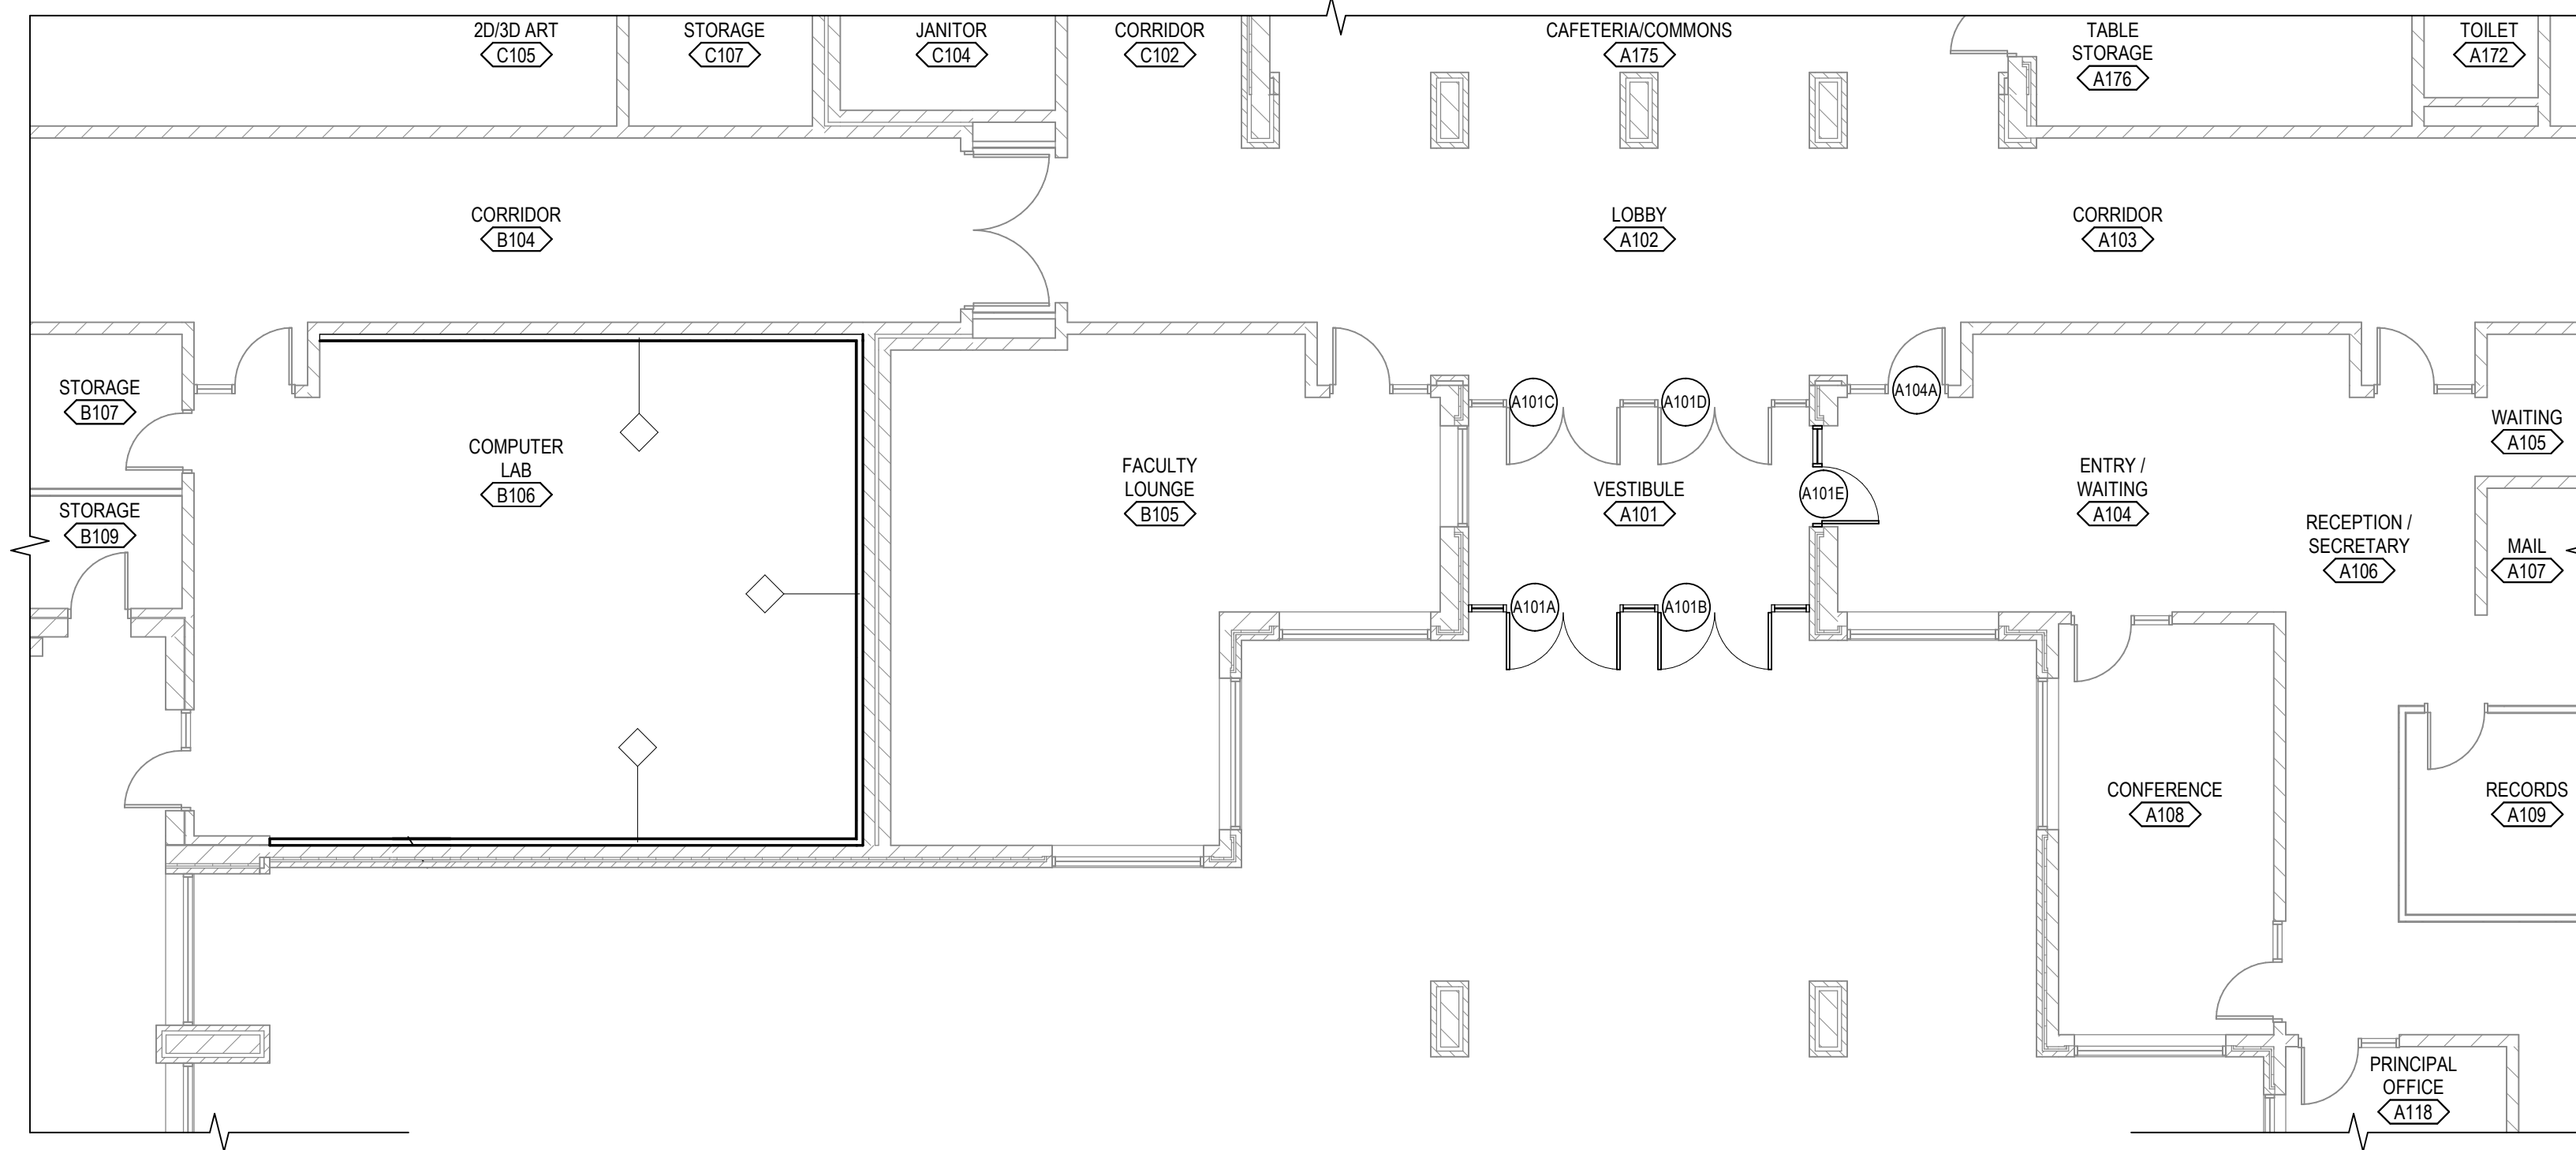 2D/3D ART
C105
STORAGE
C107
JANITOR
C104
CORRIDOR
C102
CAFETERIA/COMMONS
A175
TABLE
STORAGE
A176
TOILET
A172
CORRIDOR
B104
LOBBY
A102
CORRIDOR
A103
STORAGE
B107
STORAGE
B109
COMPUTER
LAB
B106
FACULTY
LOUNGE
B105
A101C
A101D
A104A
VESTIBULE
A101
A101E
A101A
A101B
ENTRY /
WAITING
A104
WAITING
A105
RECEPTION /
SECRETARY
A106
MAIL
A107
CONFERENCE
A108
RECORDS
A109
PRINCIPAL
OFFICE
A118